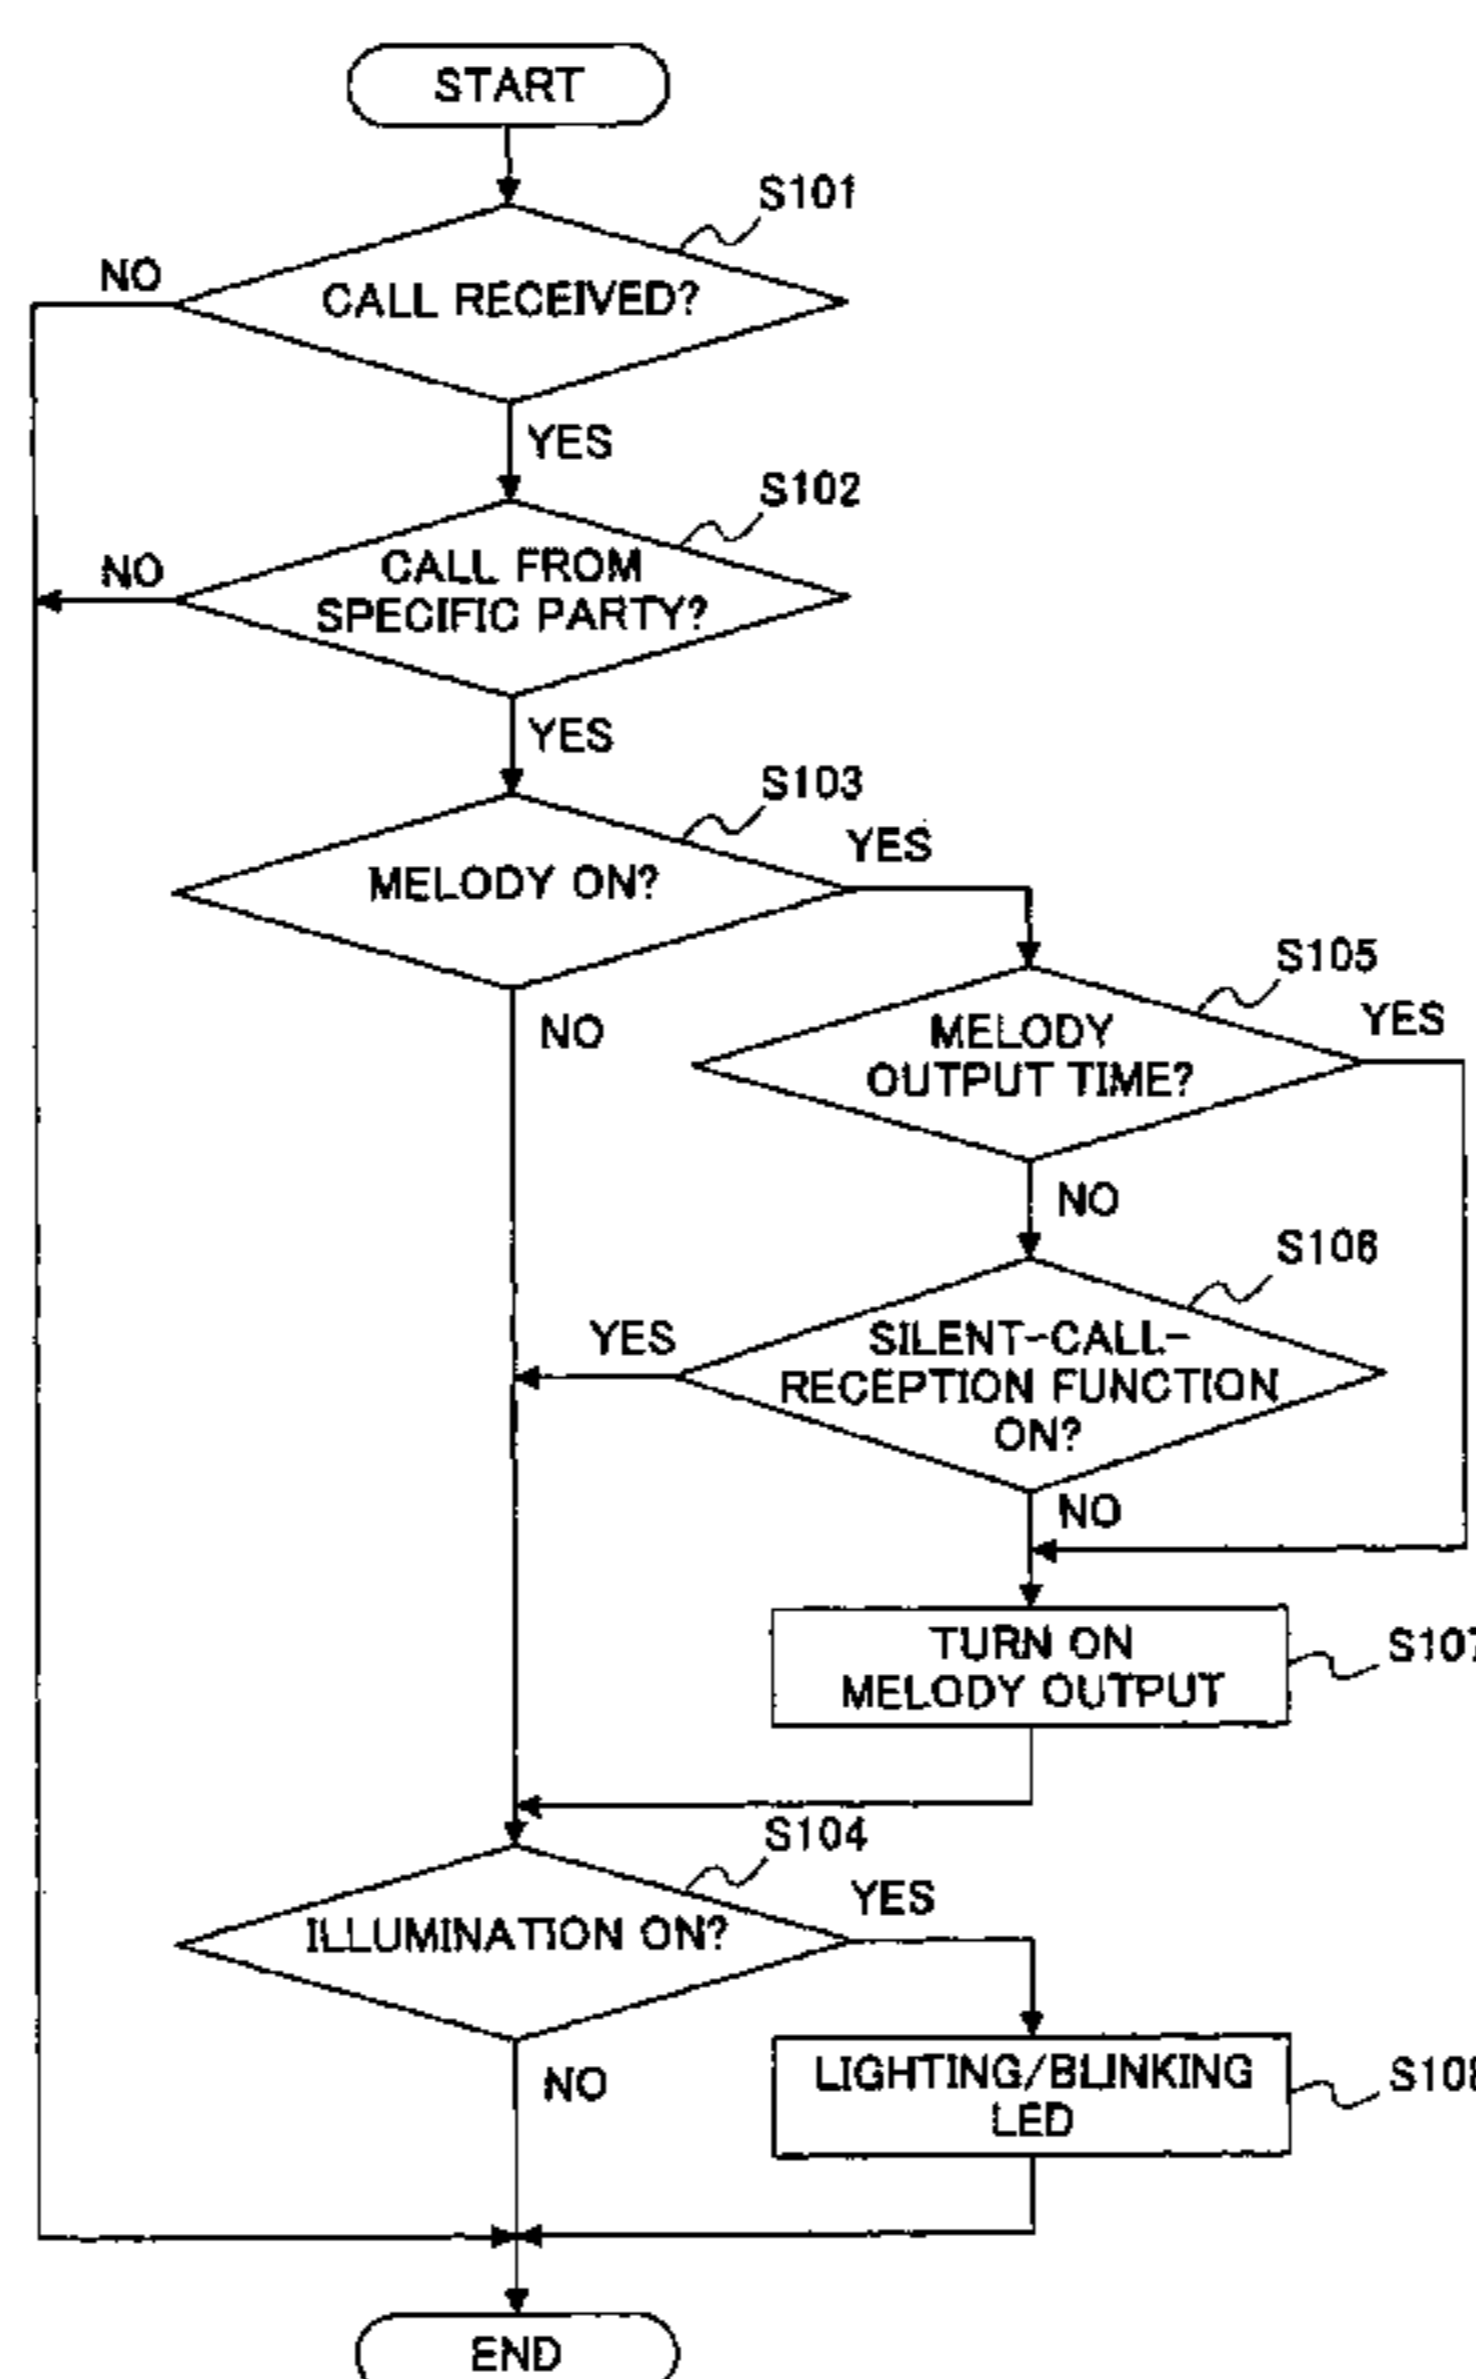 START
S101
NO
CALL RECEIVED?
YES
S102
NO
CALL FROM
SPECIFIC PARTY?
YES
S103
YES
MELODY ON?
S105
YES
NO
MELODY
OUTPUT TIME?
NO
S106
YES
SILENT-CALL-
RECEPTION FUNCTION
ON?
NO
TURN ON
MELODY OUTPUT
S107
S104
YES
ILLUMINATION ON?
NO
LIGHTING/BLINKING
LED
S108
END